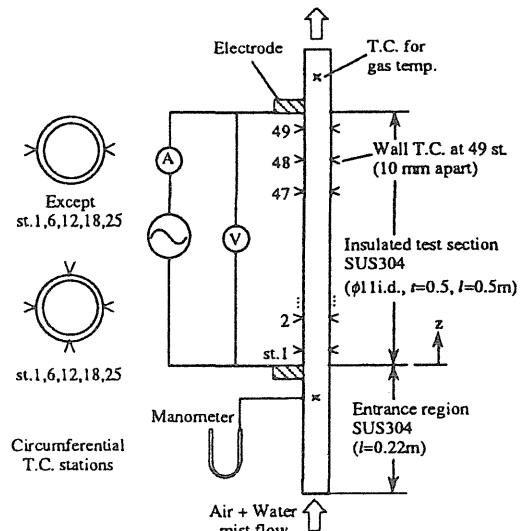 Electrode
T.C. for
gas temp.
49
48
47
Wall T.C. at 49 st.
(10 mm apart)
A
V
Except
st.1,6,12,18,25
Insulated test section
SUS304
(ϕ11i.d., t=0.5, l=0.5m)
2
st.1
z
st.1,6,12,18,25
Manometer
Entrance region
SUS304
(l=0.22m)
Circumferential
T.C. stations
Air + Water
mist flow